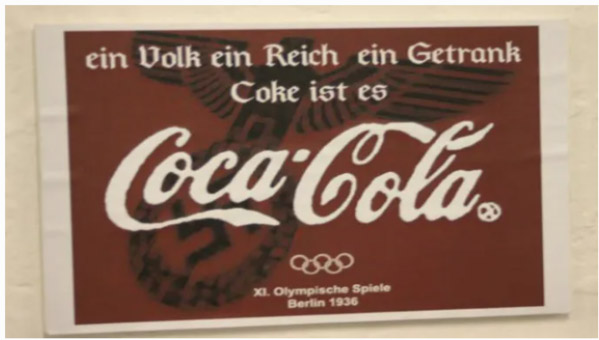 ein Volk ein Reich ein Getrank
Coke ist es
Coca-Cola
XI. Olympische Spiele
Berlin 1936